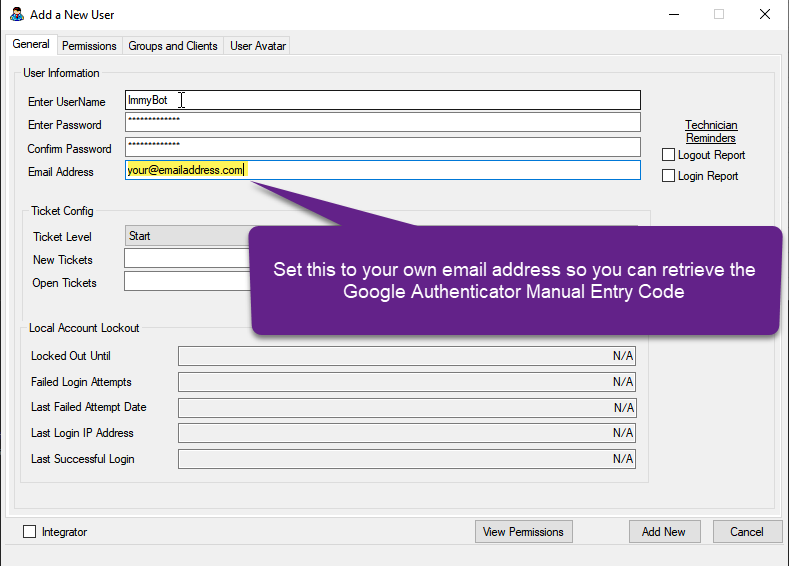 Add a New User
General Permissions Groups and Clients User Avatar
User Information
Enter UserName ImmyBot
Enter Password *************
Confirm Password *************
Email Address your@emailaddress.com
Technician
Reminders
Logout Report
Login Report
Ticket Config
Ticket Level Start
New Tickets
Open Tickets
Set this to your own email address so you can retrieve the
Google Authenticator Manual Entry Code
Local Account Lockout
Locked Out Until N/A
Failed Login Attempts N/A
Last Failed Attempt Date N/A
Last Login IP Address N/A
Last Successful Login N/A
Integrator View Permissions Add New Cancel